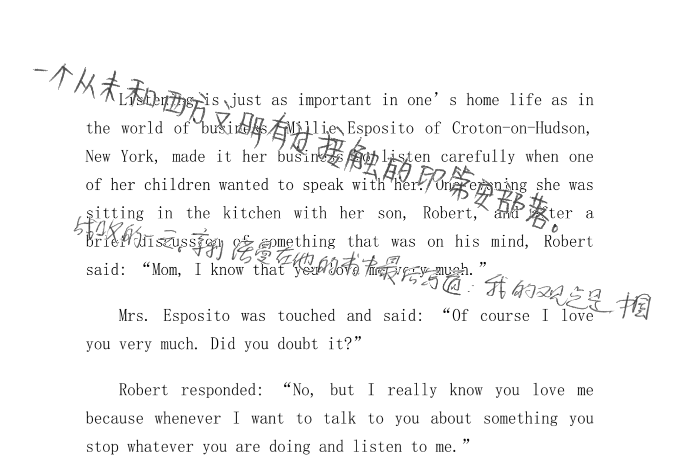 一个从未和西方文明有过接触的印第安部落。
Listening is just as important in one's home life as in
the world of business. Millie Esposito of Croton-on-Hudson,
New York, made it her business to listen carefully when one
of her children wanted to speak with her. One evening she was
sitting in the kitchen with her son, Robert, and after a
brief discussion of something that was on his mind, Robert
said: “Mom, I know that you love me very much.”
在他的书本最后写道：我的观点是
Mrs. Esposito was touched and said: “Of course I love
you very much. Did you doubt it?”
Robert responded: “No, but I really know you love me
because whenever I want to talk to you about something you
stop whatever you are doing and listen to me.”